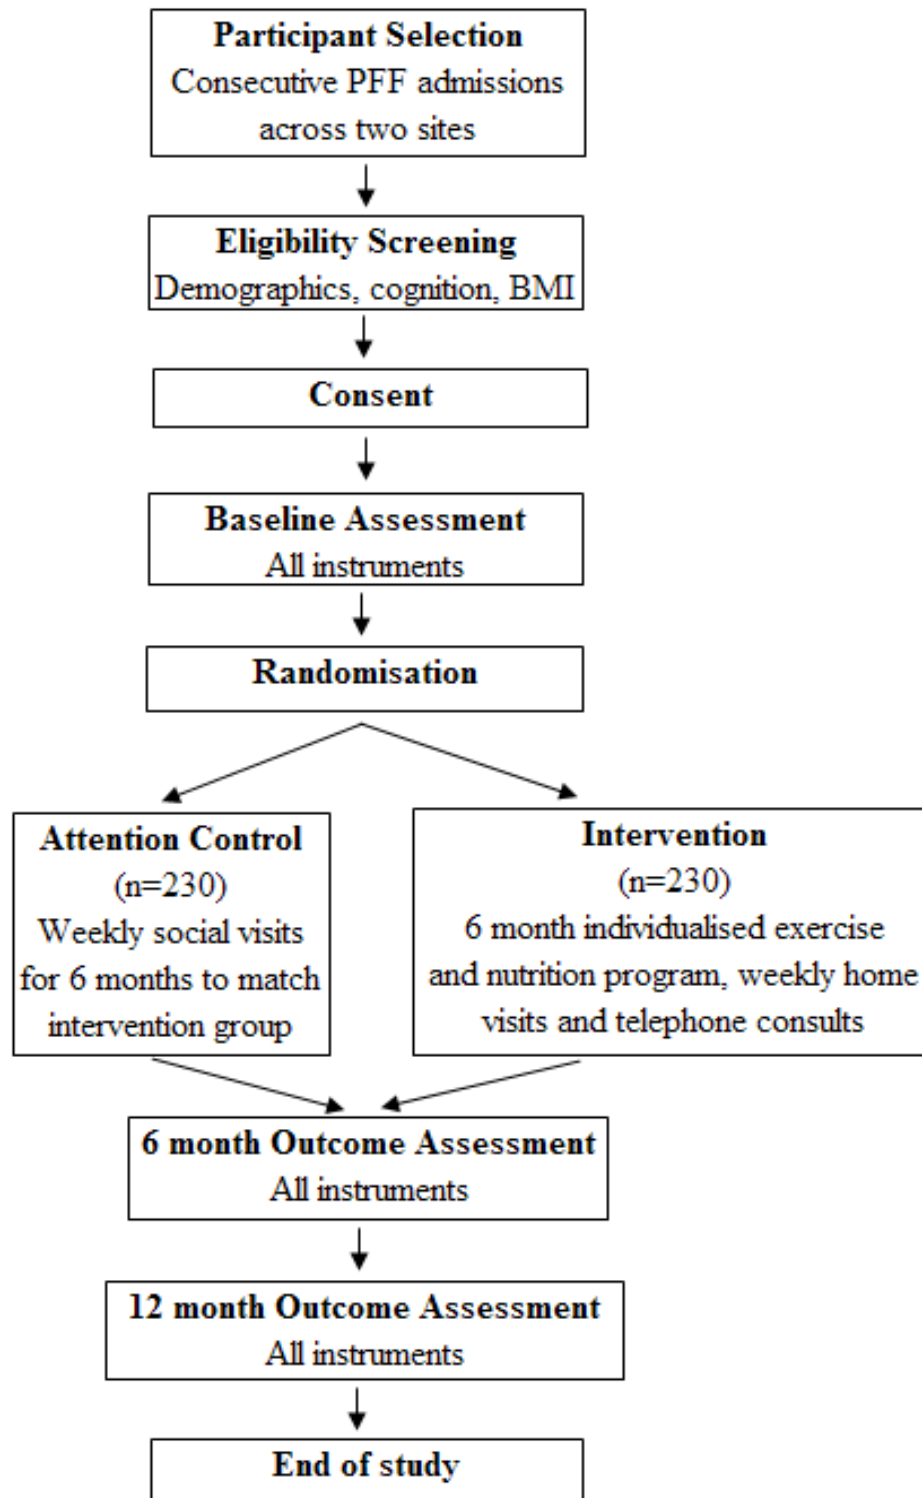 Participant Selection
Consecutive PFF admissions
across two sites
Eligibility Screening
Demographics, cognition, BMI
Consent
Baseline Assessment
All instruments
Randomisation
Attention Control
(n=230)
Weekly social visits
for 6 months to match
intervention group
Intervention
(n=230)
6 month individualised exercise
and nutrition program, weekly home
visits and telephone consults
6 month Outcome Assessment
All instruments
12 month Outcome Assessment
All instruments
End of study